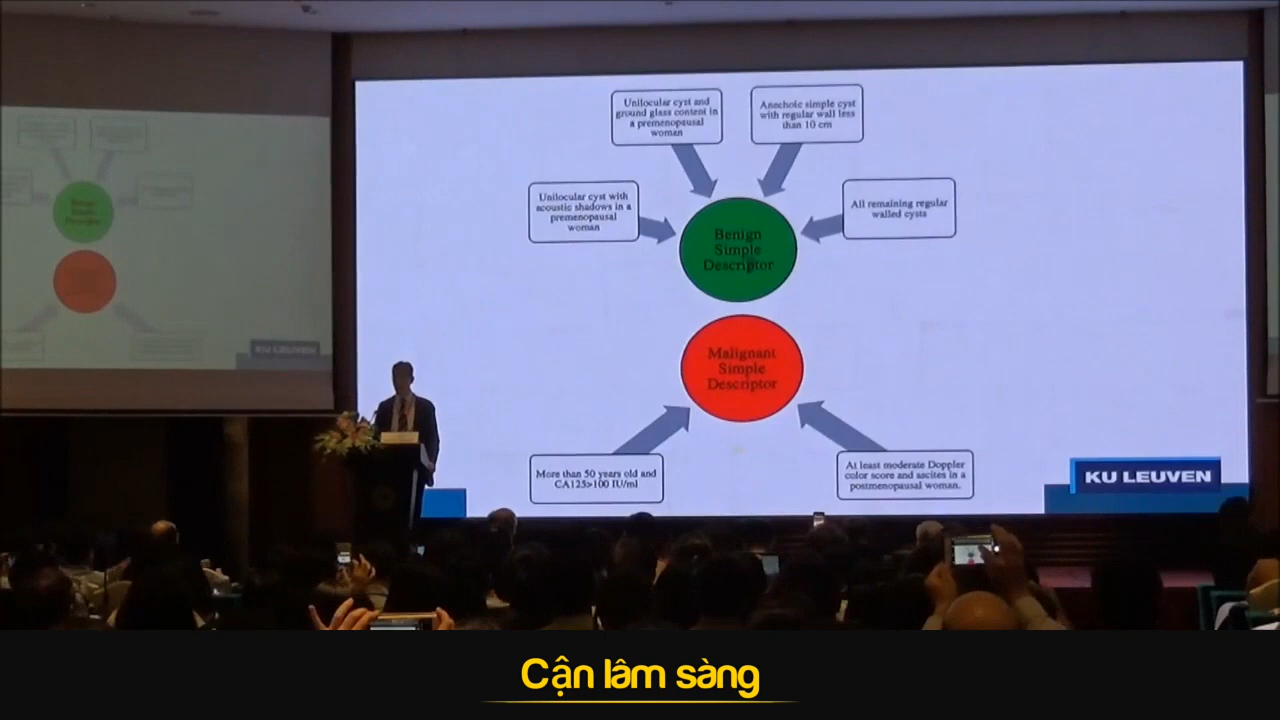 Unilocular cyst and
ground glass content in
a premenopausal
woman
Anechoic simple cyst
with regular wall less
than 10 cm
Unilocular cyst with
acoustic shadows in a
premenopausal
woman
All remaining regular
walled cysts
Benign
Simple
Descriptor
Malignant
Simple
Descriptor
More than 50 years old and
CA125>100 IU/ml
At least moderate Doppler
color score and ascites in a
postmenopausal woman.
KU LEUVEN
KU LEUVEN
Cận lâm sàng